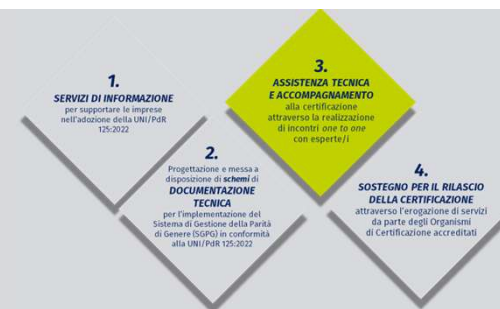 1.
SERVIZI DI INFORMAZIONE
per supportare le imprese
nell'adozione della UNI/PdR
125:2022
2.
Progettazione e messa a
disposizione di schemi di
DOCUMENTAZIONE
TECNICA
per l'implementazione del
Sistema di Gestione della Parità
di Genere (SGPG) in conformità
alla UNI/PdR 125:2022
3.
ASSISTENZA TECNICA
E ACCOMPAGNAMENTO
alla certificazione
attraverso la realizzazione
di incontri one to one
con esperte/i
4.
SOSTEGNO PER IL RILASCIO
DELLA CERTIFICAZIONE
attraverso l'erogazione di servizi
da parte degli Organismi
di Certificazione accreditati